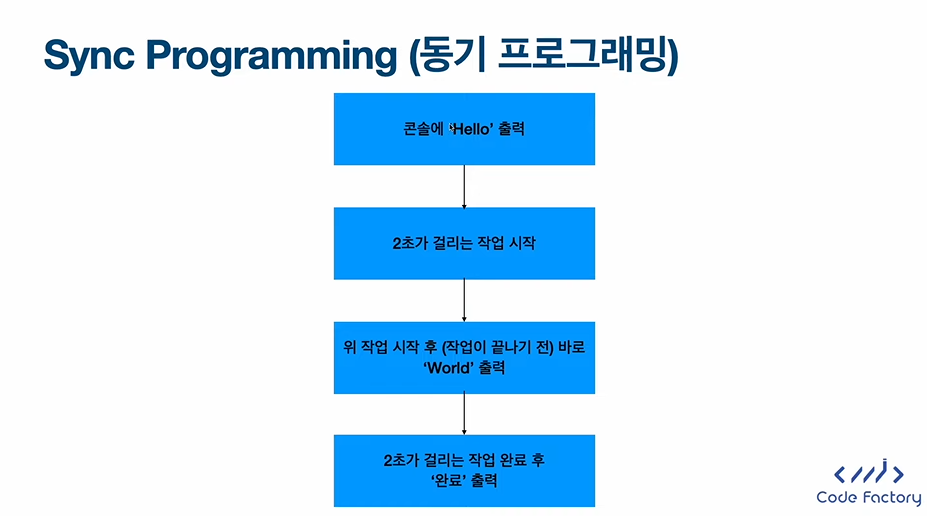 Sync Programming (동기 프로그래밍)
콘솔에 ‘Hello’ 출력
2초가 걸리는 작업 시작
위 작업 시작 후 (작업이 끝나기 전) 바로
‘World’ 출력
2초가 걸리는 작업 완료 후
‘완료’ 출력
Code Factory